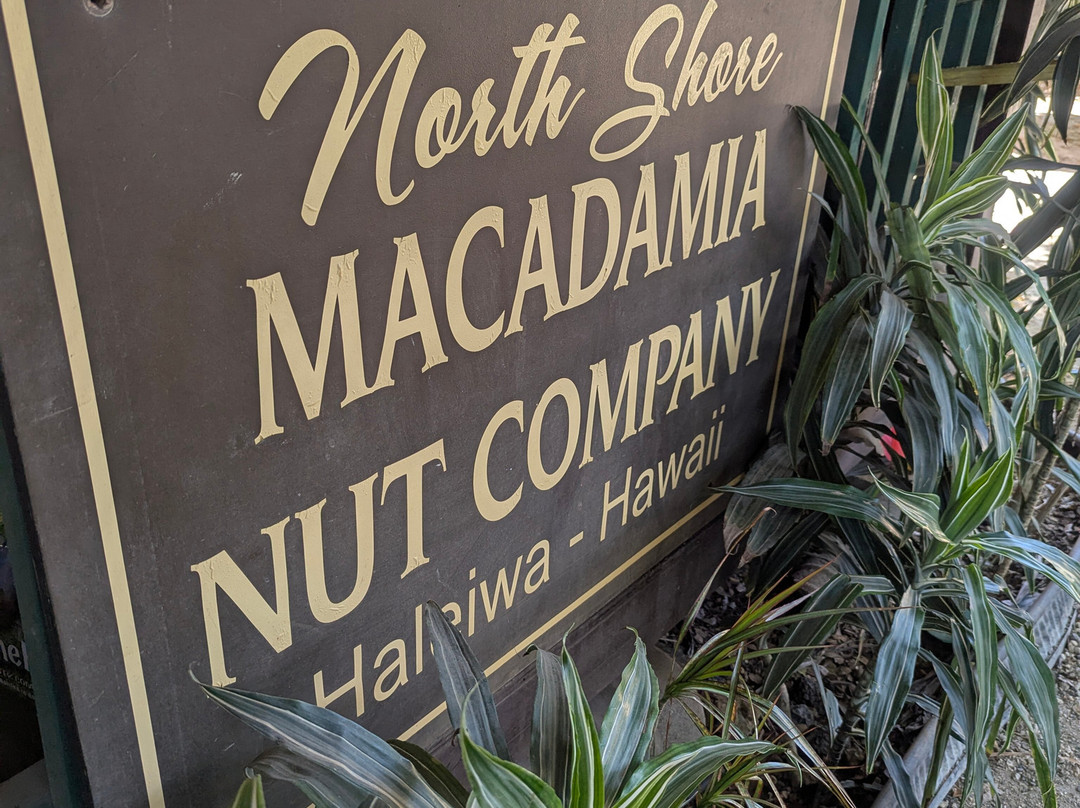 North Shore
MACADAMIA
NUT COMPANY
Haleiwa - Hawaii